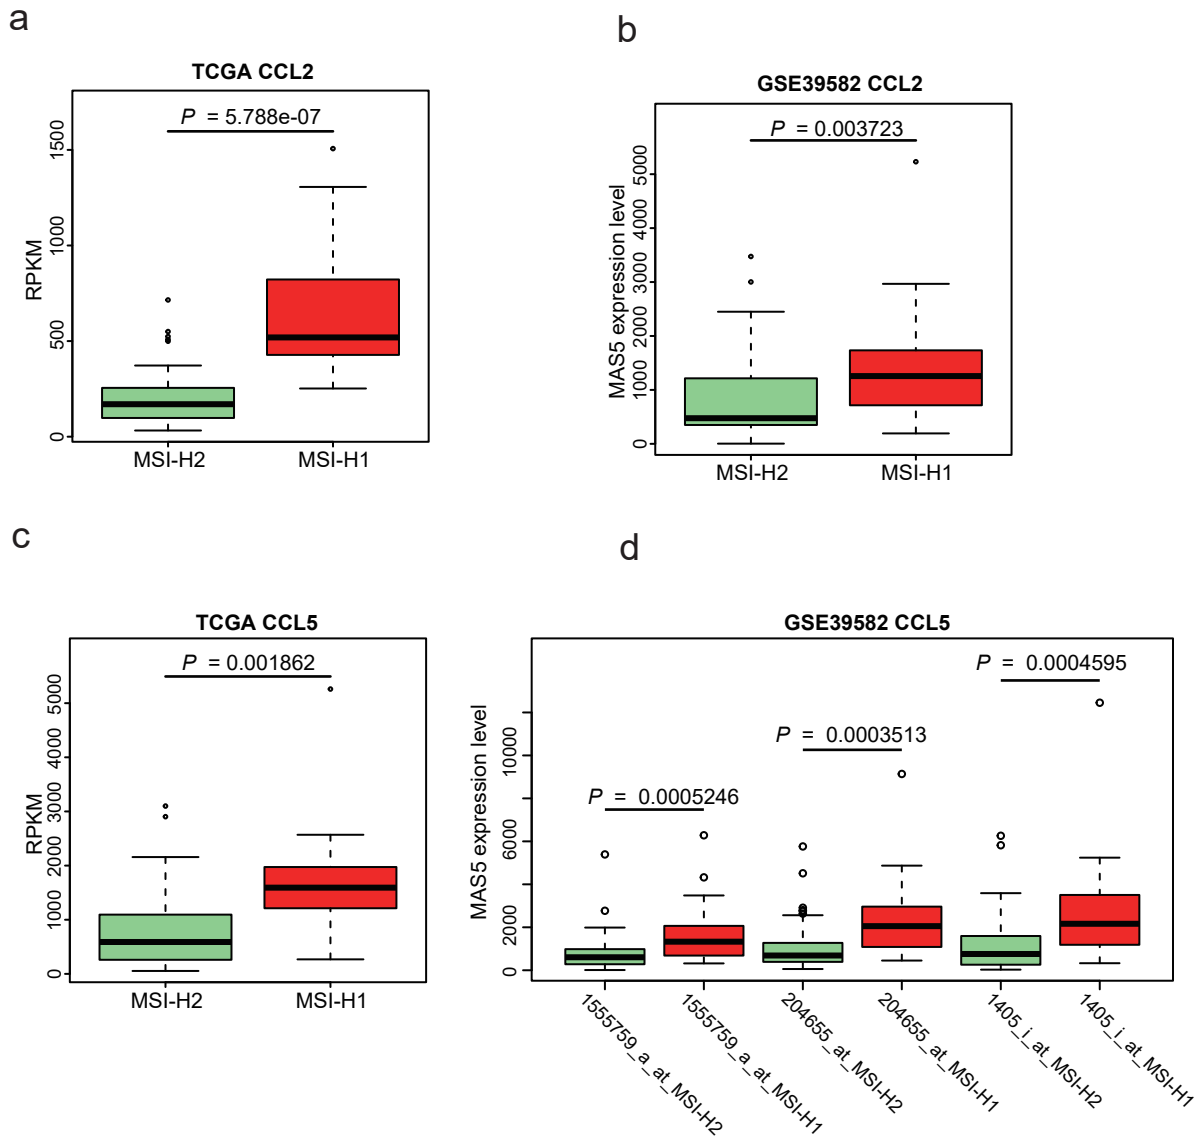 a
TCGA CCL2
P = 5.788e-07
RPKM
1500
1000
500
0
MSI-H2
MSI-H1
b
GSE39582 CCL2
P = 0.003723
MAS5 expression level
5000
4000
3000
2000
1000
0
MSI-H2
MSI-H1
c
TCGA CCL5
P = 0.001862
RPKM
5000
4000
3000
2000
1000
0
MSI-H2
MSI-H1
d
GSE39582 CCL5
P = 0.0004595
P = 0.0003513
P = 0.0005246
MAS5 expression level
10000
6000
2000
0
1555759_a_at_MSI-H2
1555759_a_at_MSI-H1
204655_at_MSI-H2
204655_at_MSI-H1
1405_i_at_MSI-H2
1405_i_at_MSI-H1